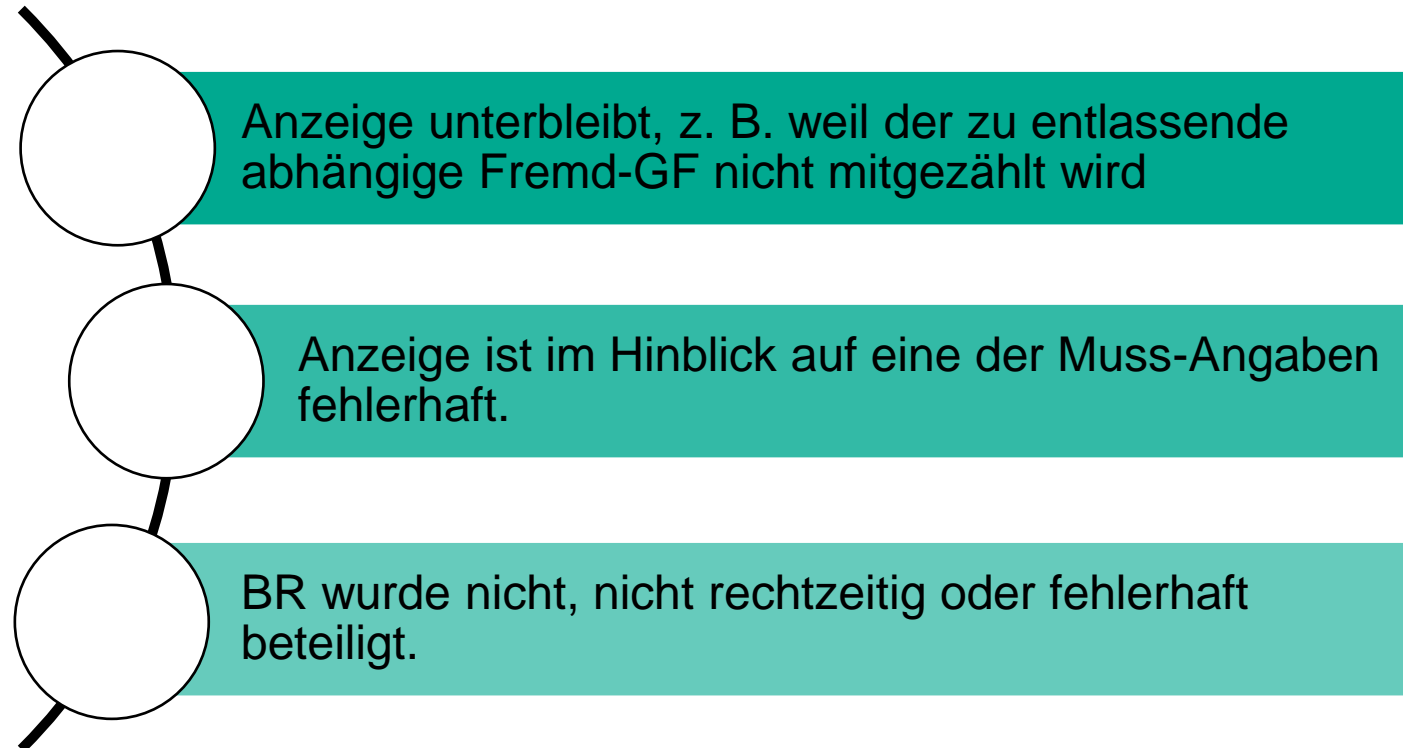 Anzeige unterbleibt, z. B. weil der zu entlassende
abhängige Fremd-GF nicht mitgezählt wird
Anzeige ist im Hinblick auf eine der Muss-Angaben
fehlerhaft.
BR wurde nicht, nicht rechtzeitig oder fehlerhaft
beteiligt.